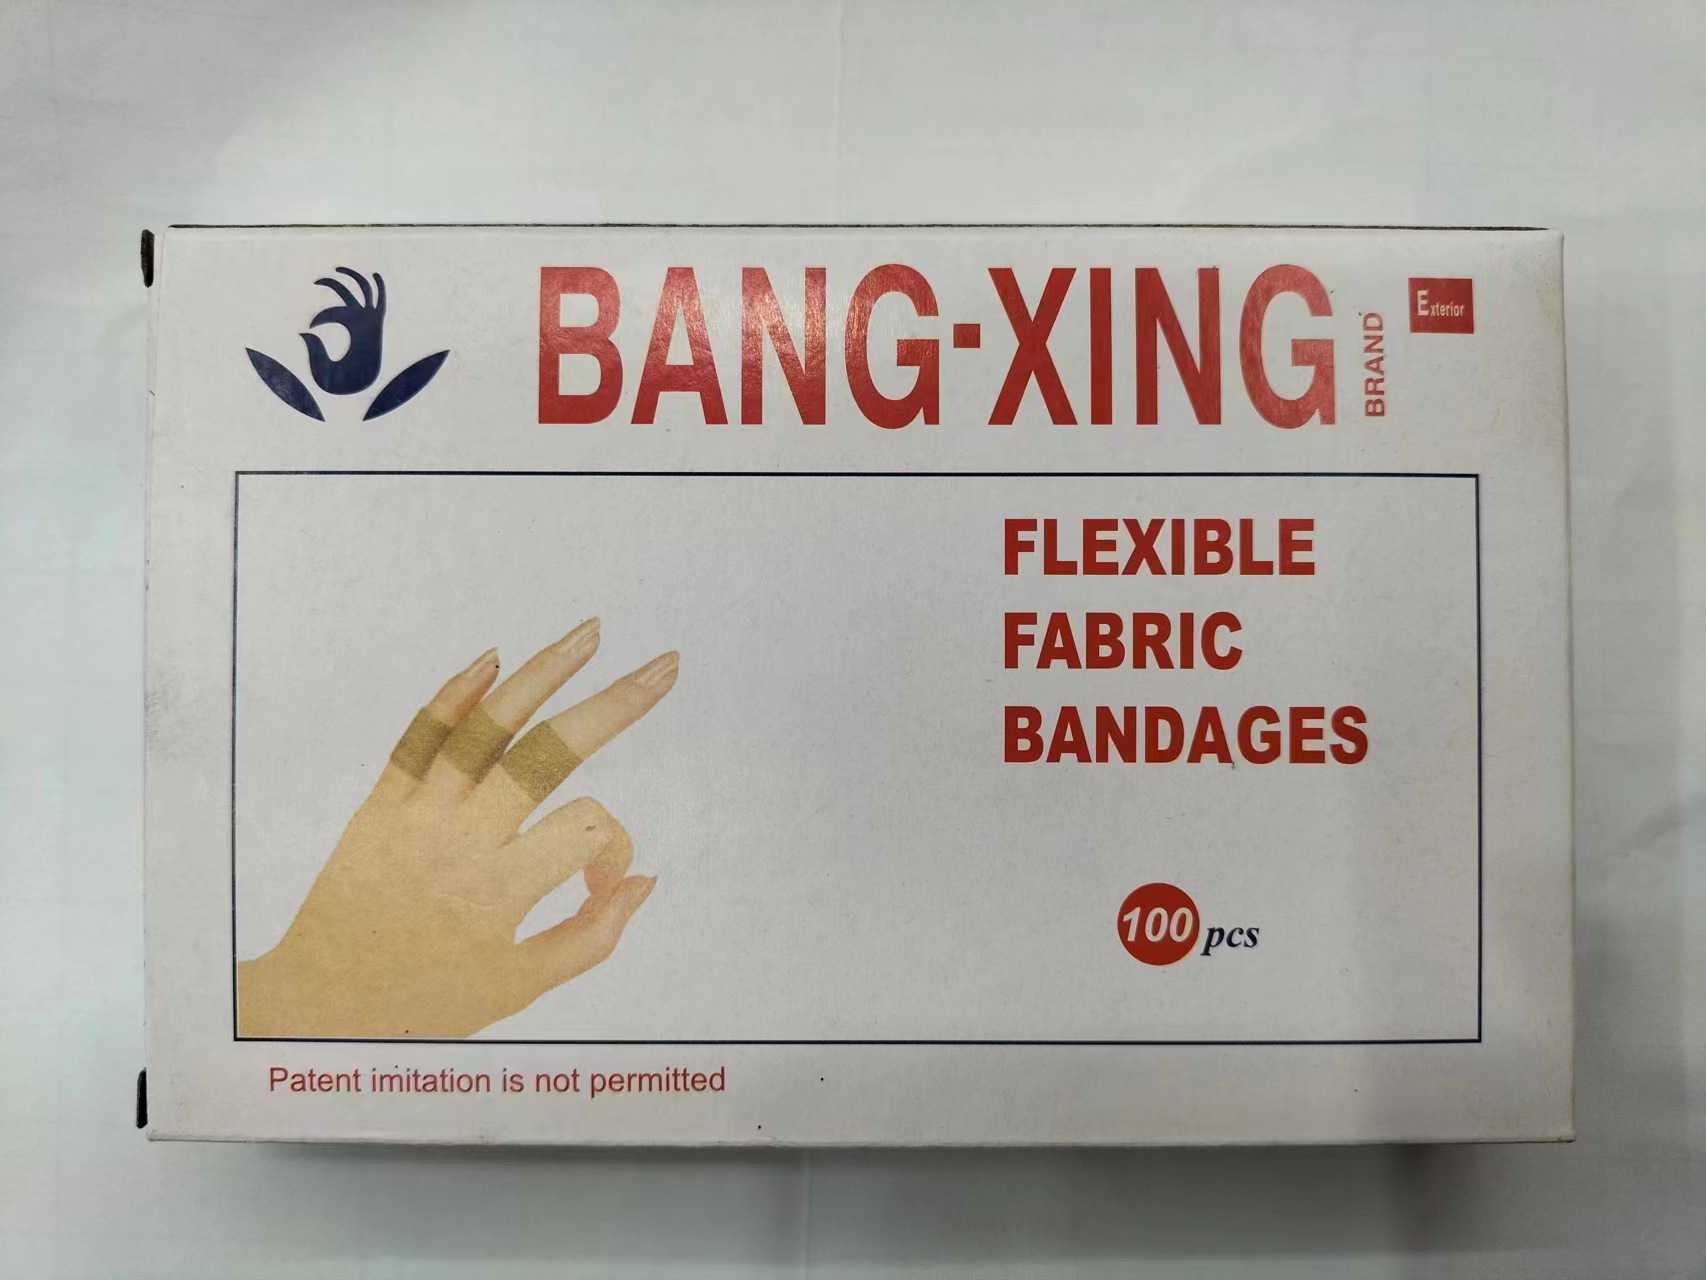 BANG-XING
BRAND
Exterior
FLEXIBLE
FABRIC
BANDAGES
100 pcs
Patent imitation is not permitted